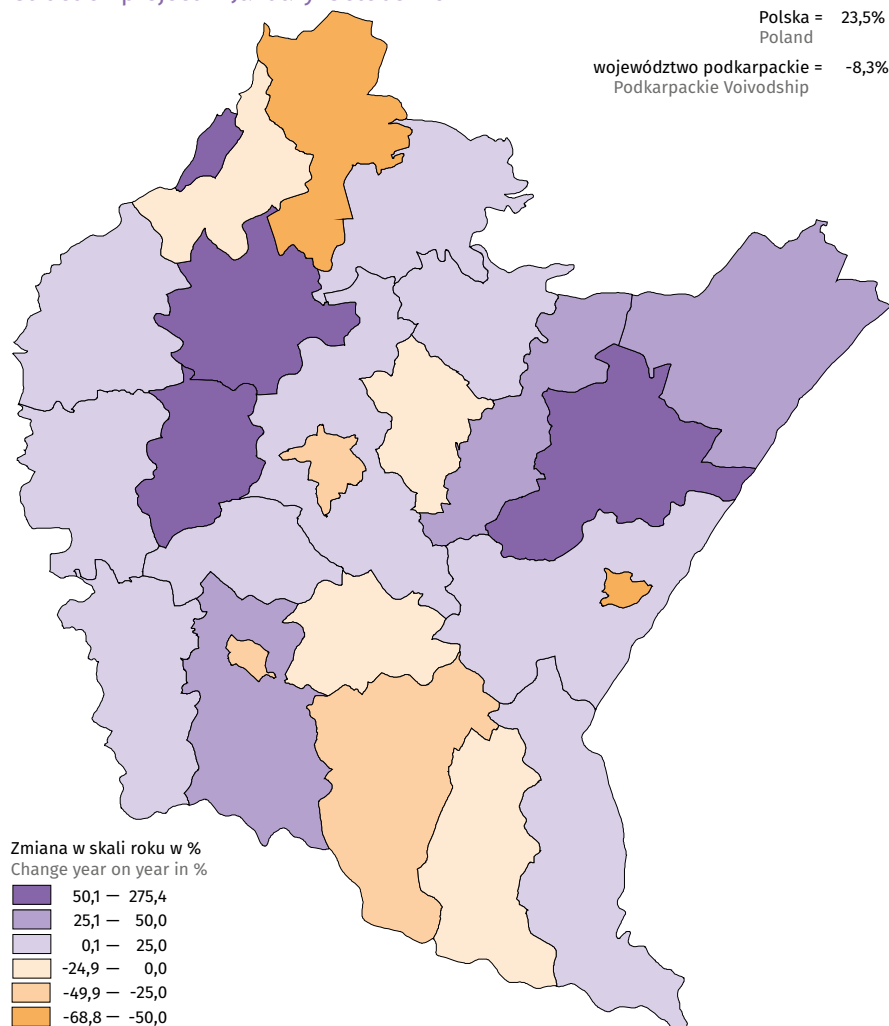 Polska = 23,5%
Poland
województwo podkarpackie = -8,3%
Podkarpackie Voivodship
Zmiana w skali roku w %
Change year on year in %
50,1 — 275,4
25,1 — 50,0
0,1 — 25,0
-24,9 — 0,0
-49,9 — -25,0
-68,8 — -50,0